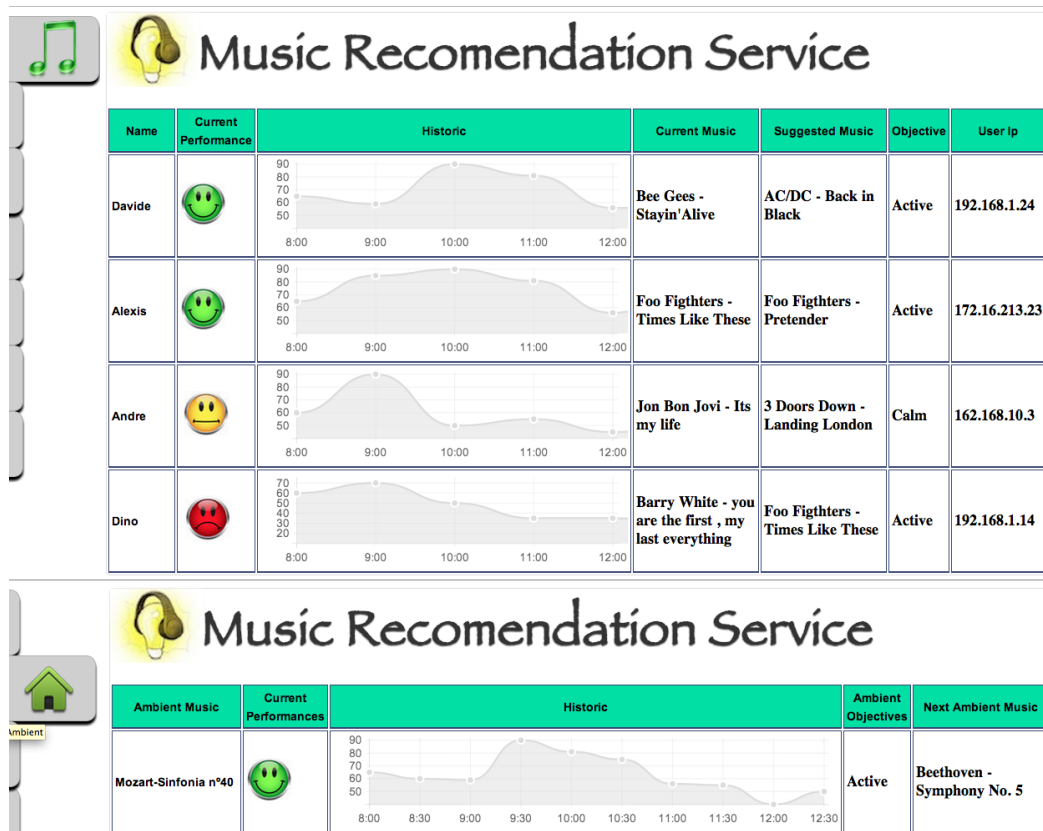 Music Recomendation Service
Name
Current
Performance
Historic
Current Music
Suggested Music
Objective
User Ip
Davide
90
80
70
60
50
8:00 9:00 10:00 11:00 12:00
Bee Gees -
Stayin'Alive
AC/DC - Back in
Black
Active
192.168.1.24
Alexis
90
80
70
60
50
8:00 9:00 10:00 11:00 12:00
Foo Figthters -
Times Like These
Foo Figthters -
Pretender
Active
172.16.213.23
Andre
90
80
70
60
50
8:00 9:00 10:00 11:00 12:00
Jon Bon Jovi - Its
my life
3 Doors Down -
Landing London
Calm
162.168.10.3
Dino
70
60
50
40
30
20
8:00 9:00 10:00 11:00 12:00
Barry White - you
are the first , my
last everything
Foo Figthters -
Times Like These
Active
192.168.1.14
Music Recomendation Service
Ambient
Ambient Music
Current
Performances
Historic
Ambient
Objectives
Next Ambient Music
Mozart-Sinfonia nº40
90
80
70
60
50
8:00 8:30 9:00 9:30 10:00 10:30 11:00 11:30 12:00 12:30
Active
Beethoven -
Symphony No. 5